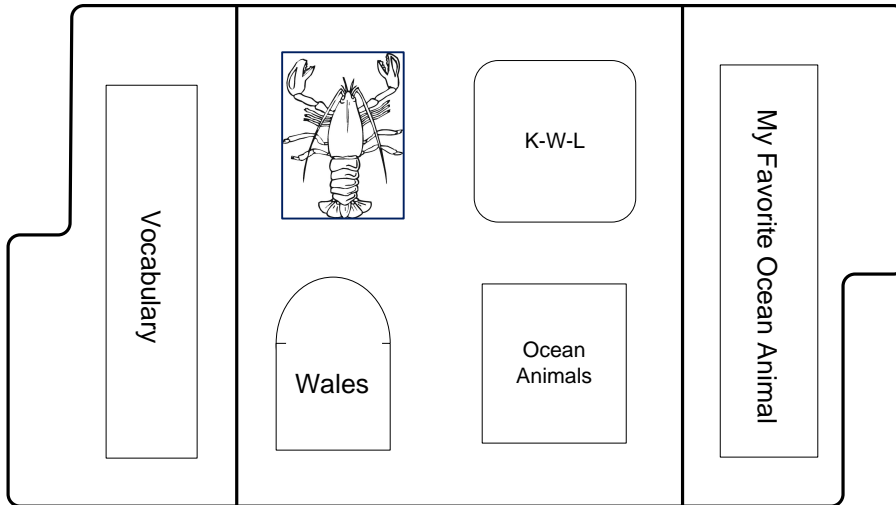 Vocabulary
K-W-L
Wales
Ocean
Animals
My Favorite Ocean Animal